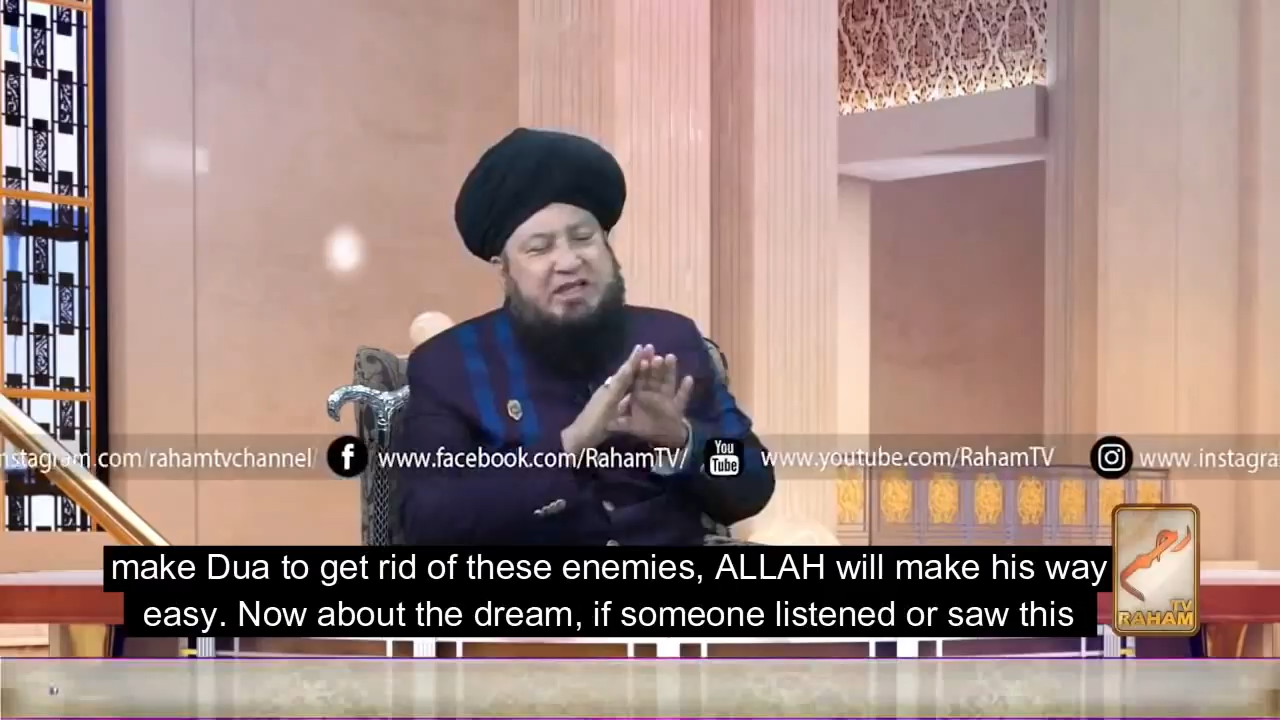 nstagram.com/rahamtvchannel/
f
www.facebook.com/RahamTV/
You
Tube
www.youtube.com/RahamTV
www.instagra
make Dua to get rid of these enemies, ALLAH will make his way
easy. Now about the dream, if someone listened or saw this
TV
RAHAM